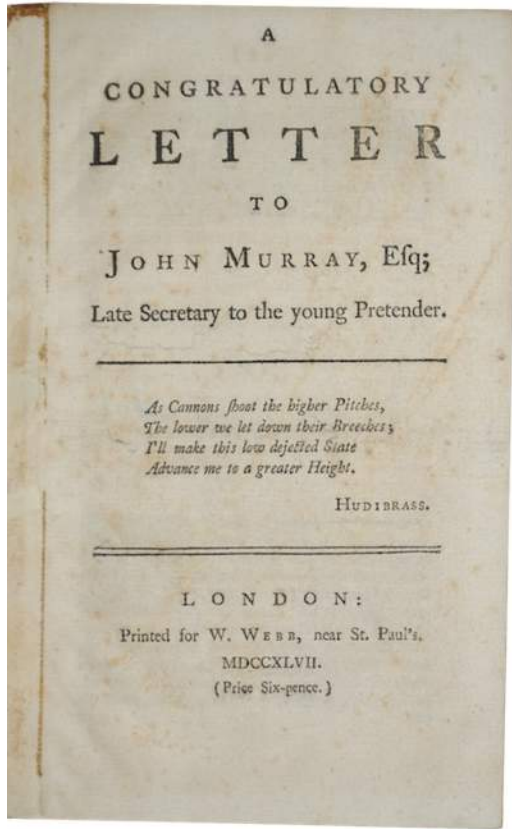 A
CONGRATULATORY
LETTER
TO
JOHN MURRAY, Eſq;
Late Secretary to the young Pretender.
As Cannons ſhoot the higher Pitches,
The lower we let down their Breeches;
I'll make this low dejected State
Advance me to a greater Height.
HUDIBRASS.
LONDON:
Printed for W. WEBB, near St. Paul's.
MDCCXLVII.
(Price Six-pence.)